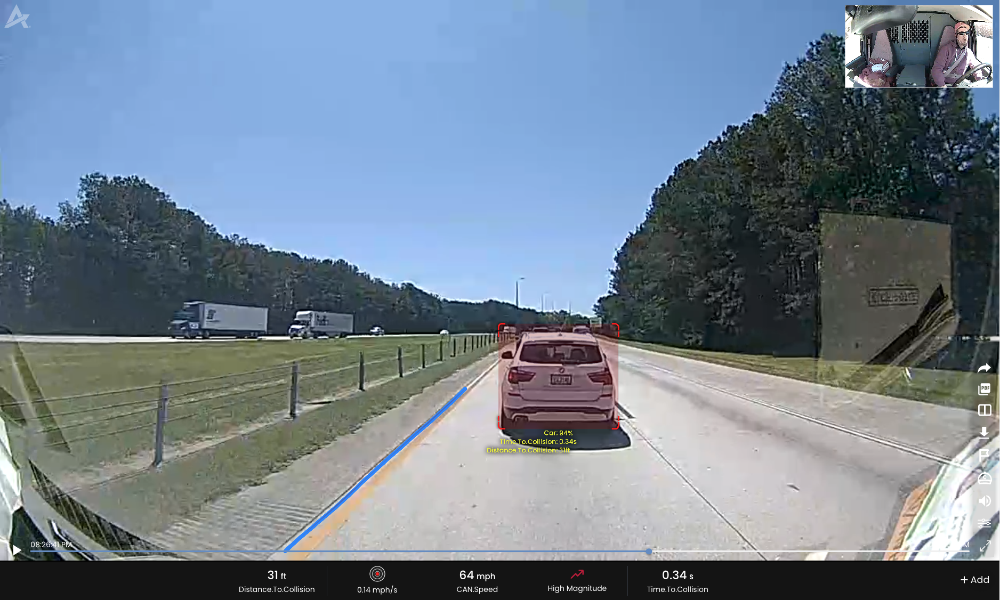 PDF
Car: 94%
Time.To.Collision: 0.34s
Distance.To.Collision: 31ft
08:26:41 PM
M
31 ft
Distance.To.Collision
0.14 mph/s
64 mph
CAN.Speed
High Magnitude
0.34 s
Time.To.Collision
+ Add